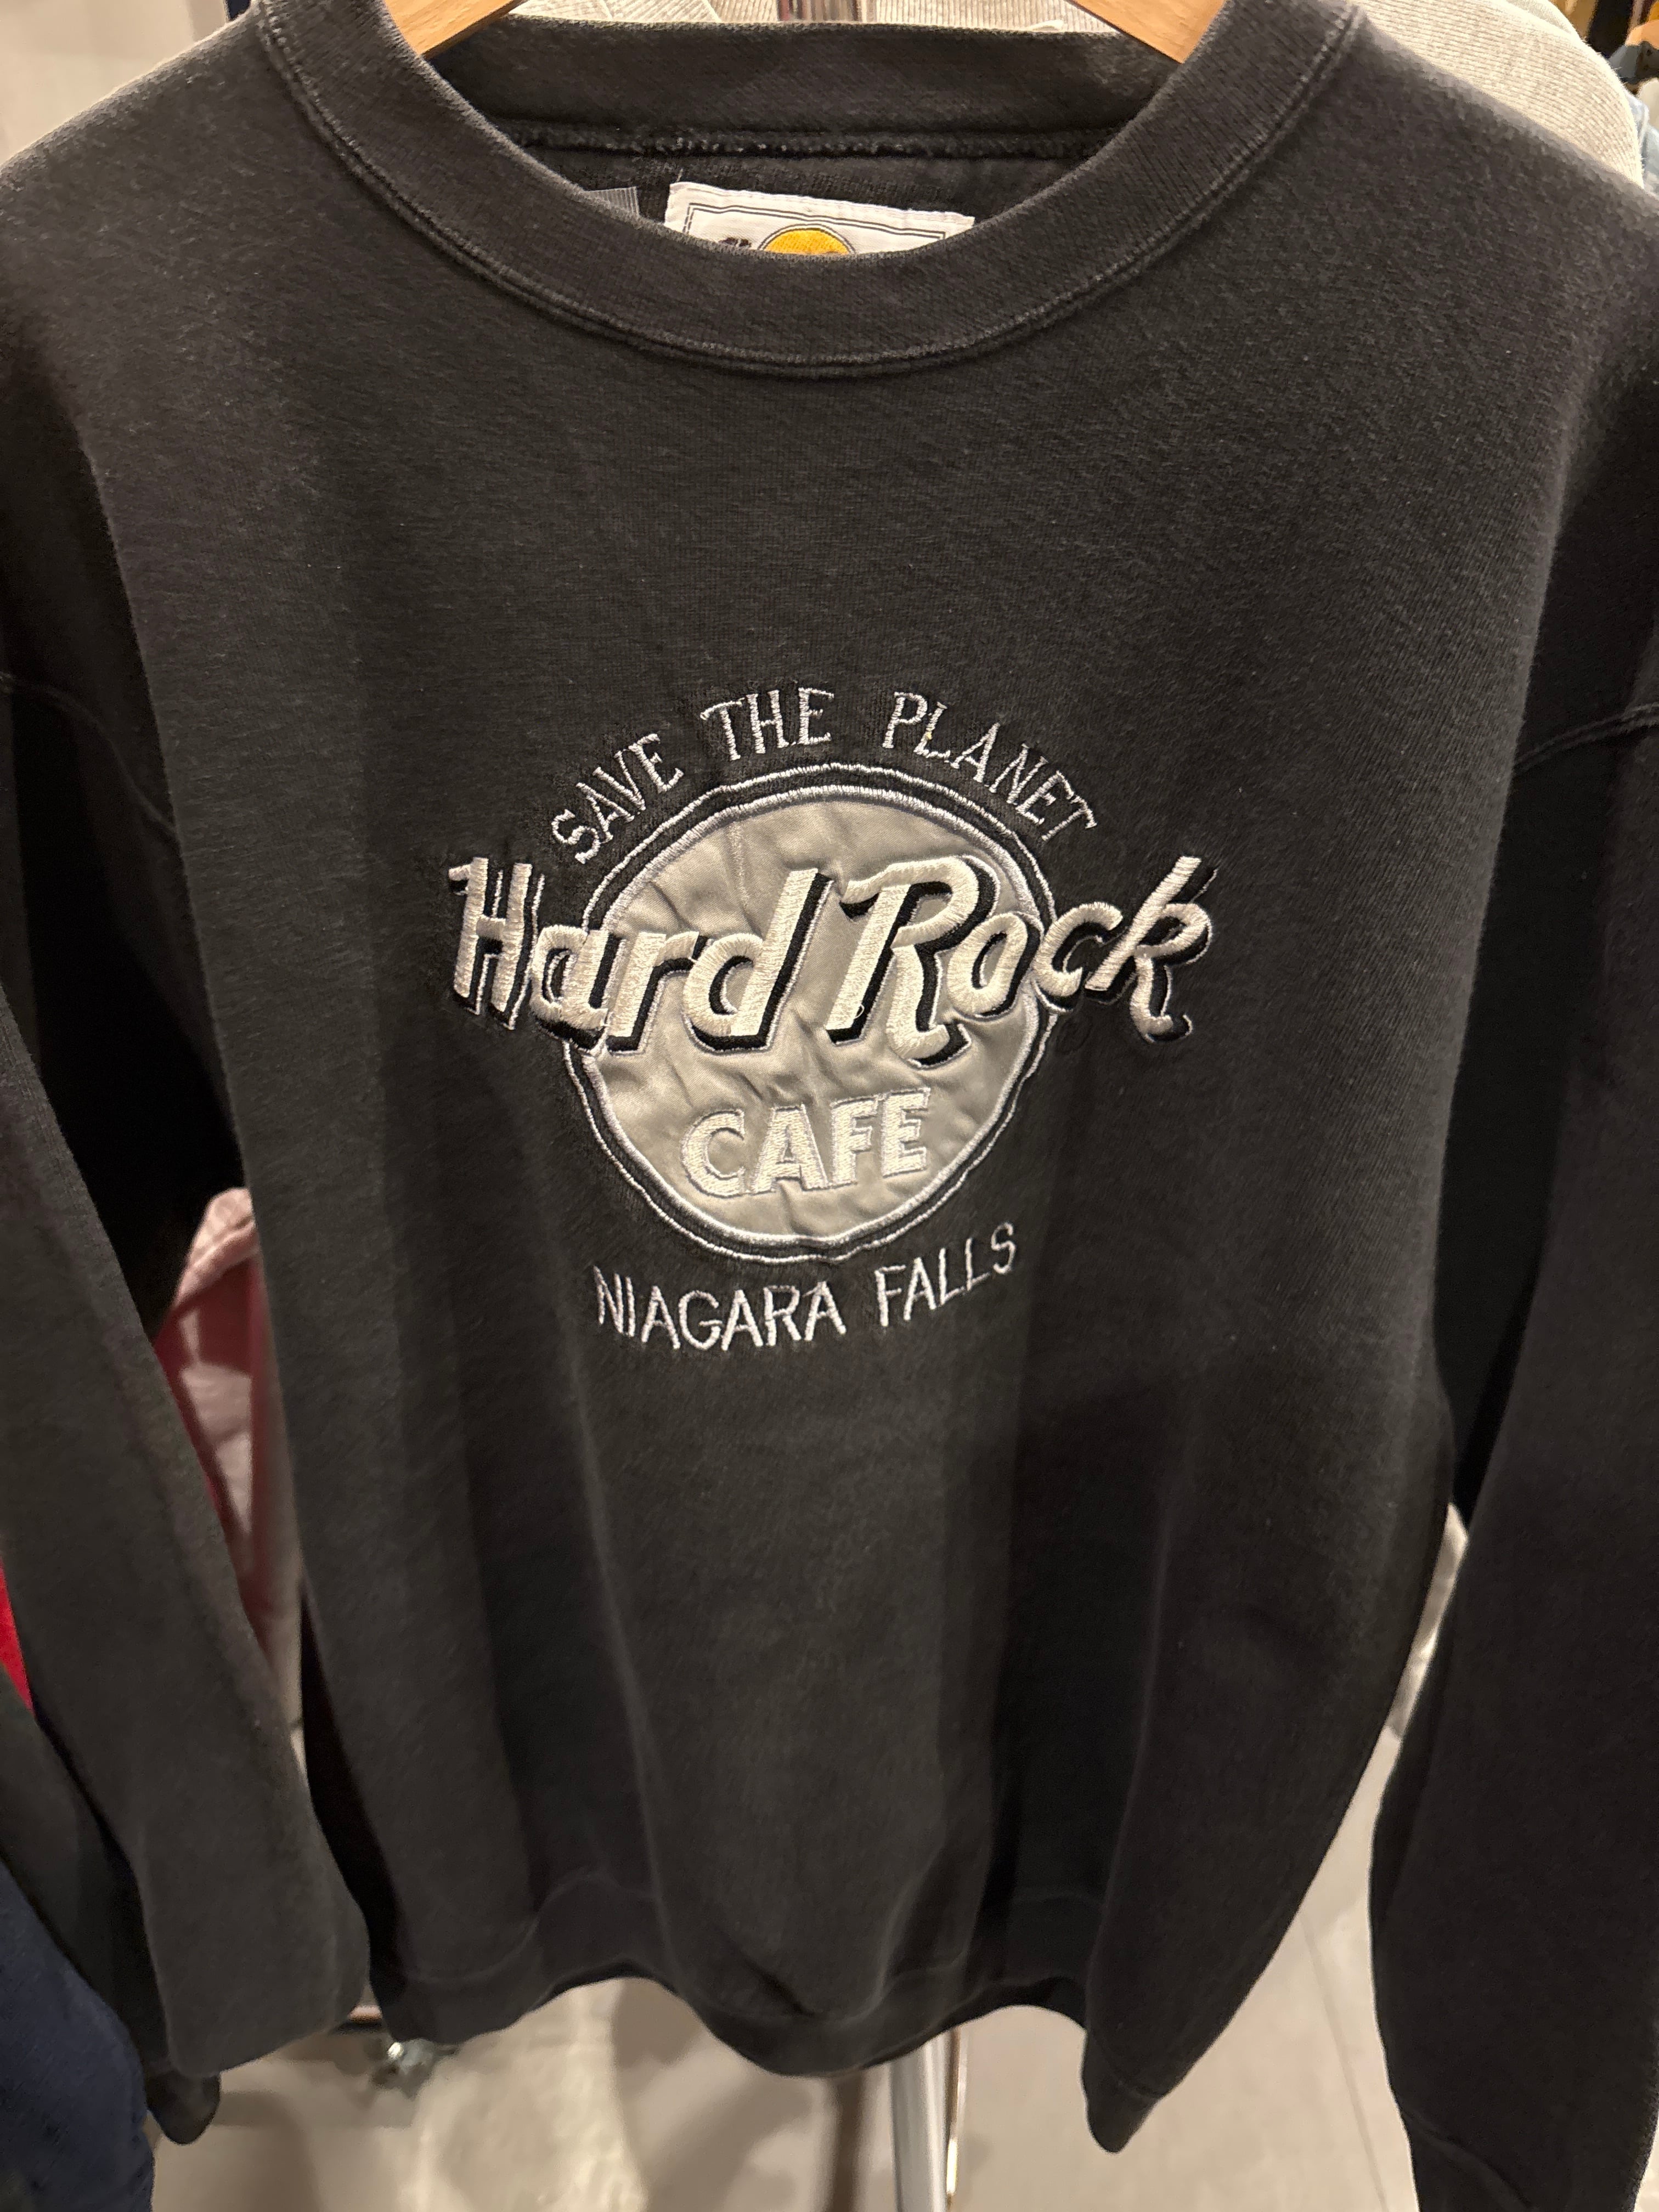 SAVE THE PLANET
Hard Rock
CAFE
NIAGARA FALLS